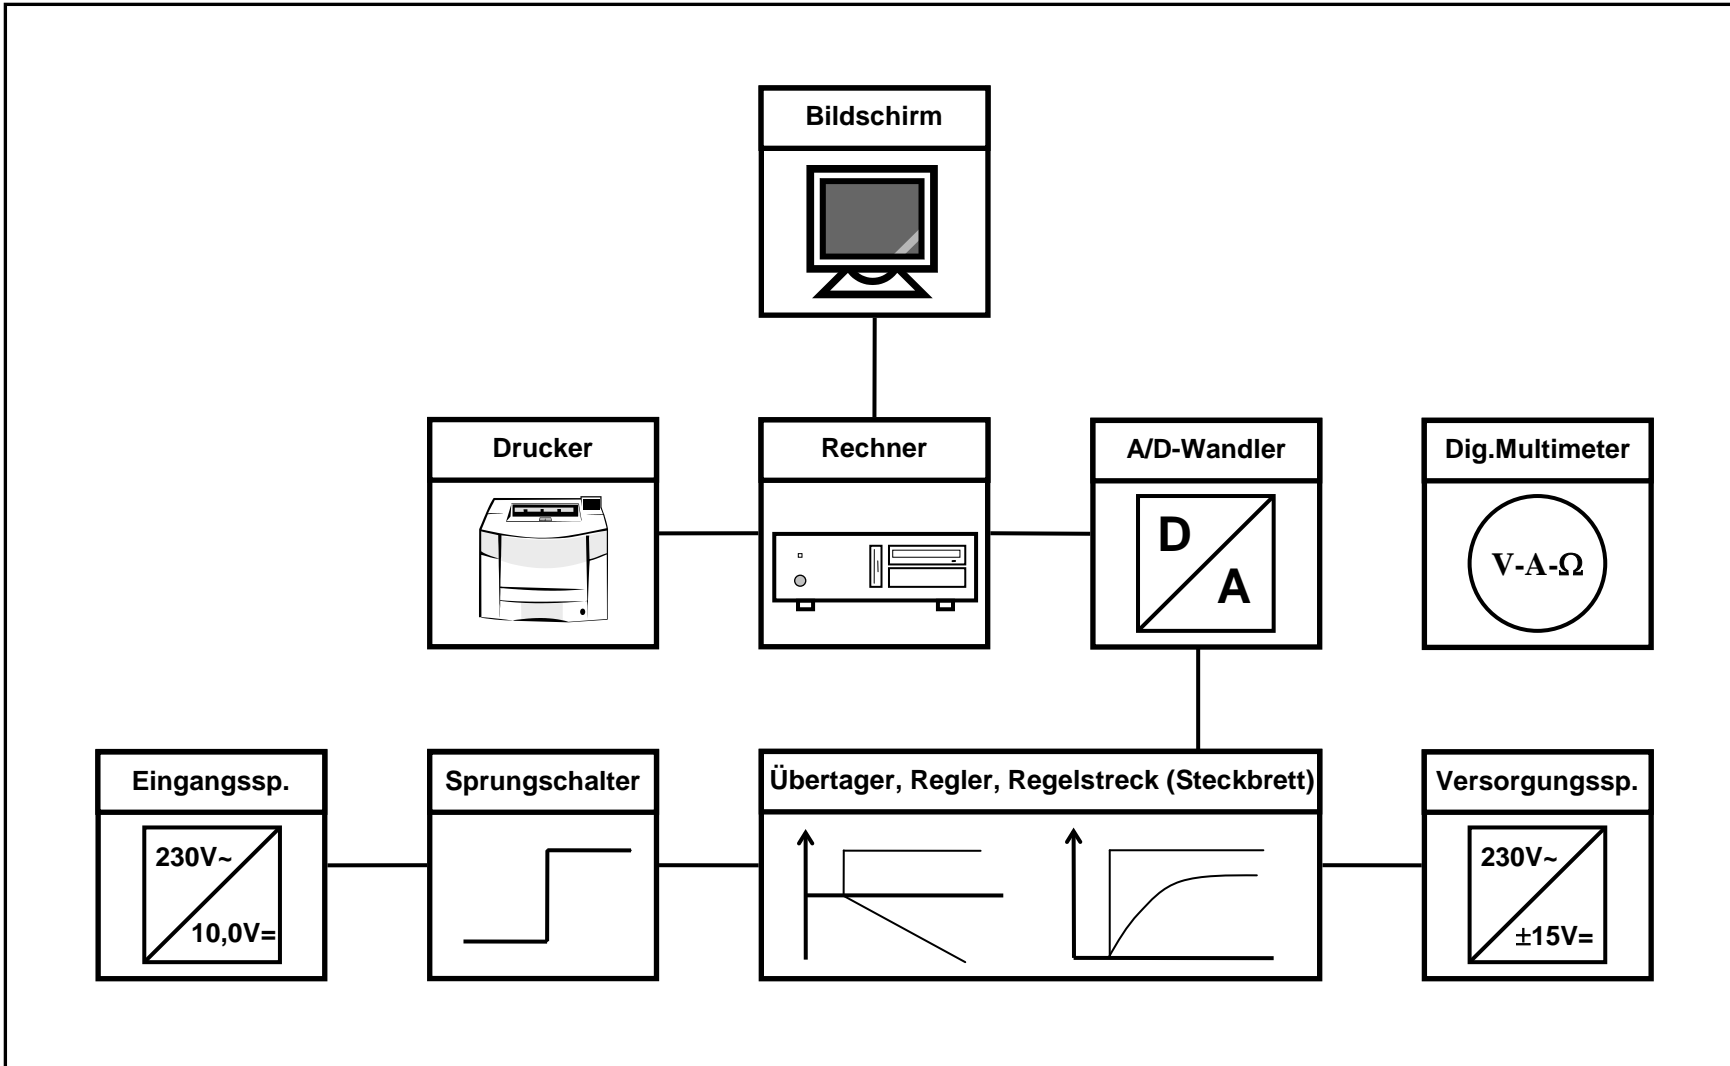 Bildschirm
Drucker
Rechner
A/D-Wandler
Dig.Multimeter
D
A
V-A-Ω
Eingangssp.
Sprungschalter
Übertager, Regler, Regelstreck (Steckbrett)
Versorgungssp.
230V~
10,0V=
230V~
±15V=